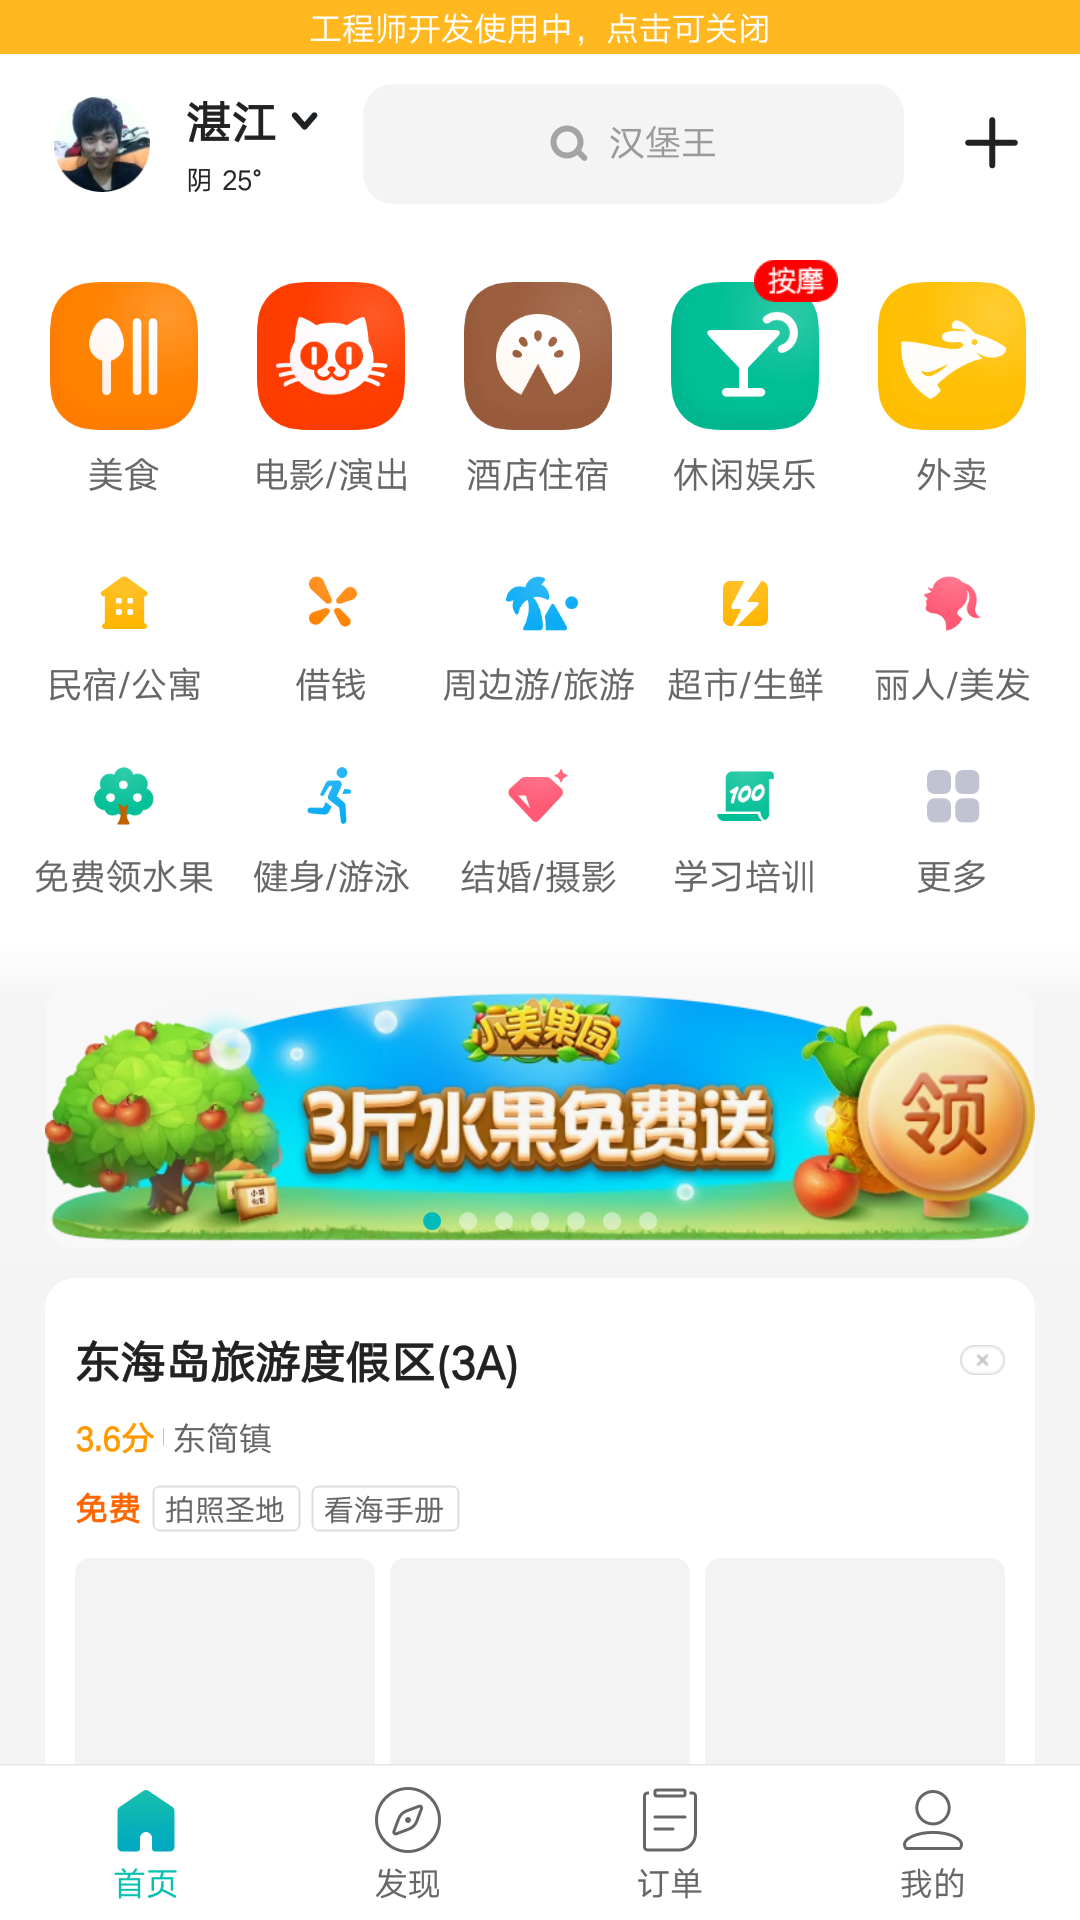 工程师开发使用中，点击可关闭
湛江
汉堡王
阴 25°
按摩
美食
电影/演出
酒店住宿
休闲娱乐
外卖
民宿/公寓
借钱
周边游/旅游
超市/生鲜
丽人/美发
100
免费领水果
健身/游泳
结婚/摄影
学习培训
更多
小美果园
3斤水果免费送
领
东海岛旅游度假区(3A)
3.6分 东简镇
免费 拍照圣地 看海手册
首页
发现
订单
我的